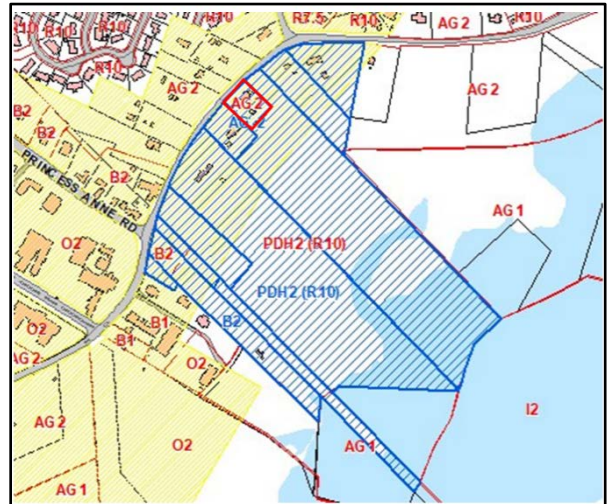 R10
R10
R10
R7.5
R10
AG 2
R10
AG 2
AG 2
AG 2
B2
B2
B2
PRINCESS ANNE RD
AG 1
O2
B2
PDH2 (R10)
PDH2 (R10)
O2
B1
B2
B1
O2
AG 2
I2
AG 2
O2
AG 1
AG 1